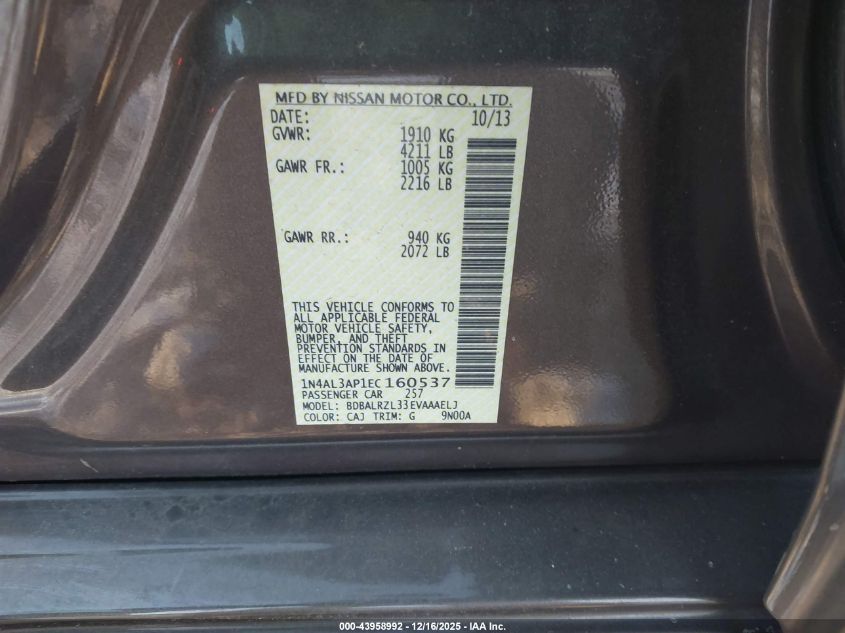 MFD BY NISSAN MOTOR CO., LTD.
DATE: 10/13
GVWR: 1910 KG
4211 LB
GAWR FR.: 1005 KG
2216 LB
GAWR RR.: 940 KG
2072 LB
THIS VEHICLE CONFORMS TO
ALL APPLICABLE FEDERAL
MOTOR VEHICLE SAFETY,
BUMPER, AND THEFT
PREVENTION STANDARDS IN
EFFECT ON THE DATE OF
MANUFACTURE SHOWN ABOVE.
1N4AL3AP1EC160537
PASSENGER CAR 257
MODEL: BDBALRZL33EVAAAELJ
COLOR: CAJ TRIM: G 9N00A
000-43958992 - 12/16/2025 - IAA Inc.